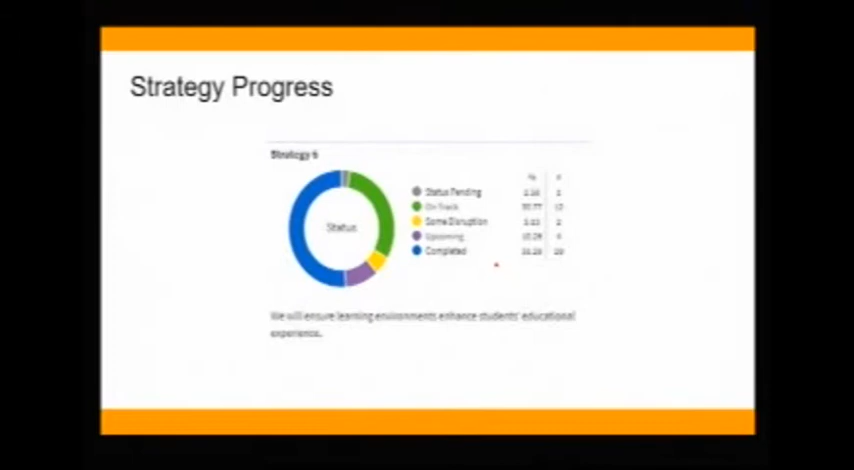 Strategy Progress
Strategy 6
Status
% #
Status Pending
On Track
Some Disruption
Upcoming
Completed
We will ensure learning environments enhance students' educational
experience.